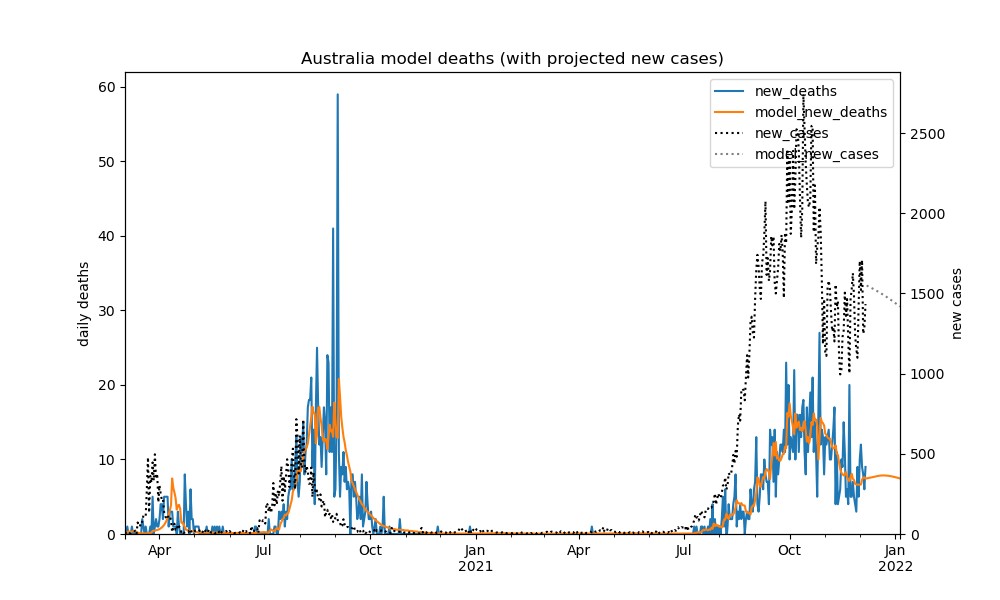 Australia model deaths (with projected new cases)
60
50
40
30
20
10
0
daily deaths
new_deaths
model_new_deaths
new_cases
model_new_cases
2500
2000
1500
1000
500
0
new cases
Apr
Jul
Oct
Jan
2021
Apr
Jul
Oct
Jan
2022